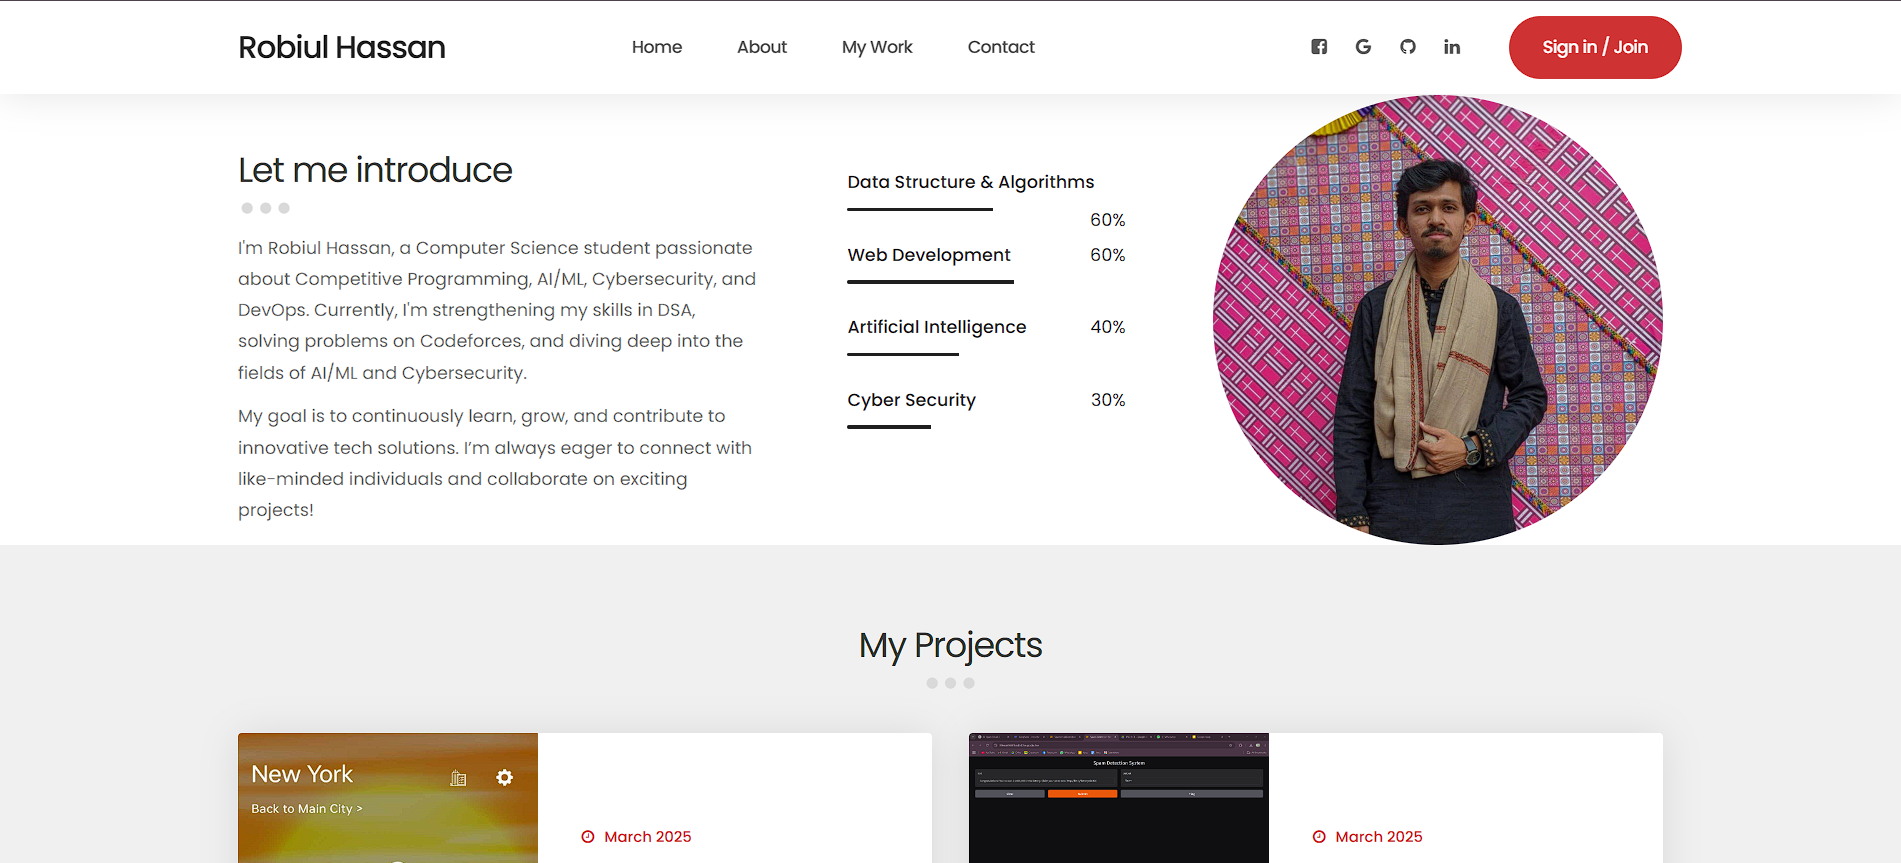 Robiul Hassan
Home
About
My Work
Contact
Sign in / Join
Let me introduce
I'm Robiul Hassan, a Computer Science student passionate
about Competitive Programming, AI/ML, Cybersecurity, and
DevOps. Currently, I'm strengthening my skills in DSA,
solving problems on Codeforces, and diving deep into the
fields of AI/ML and Cybersecurity.
My goal is to continuously learn, grow, and contribute to
innovative tech solutions. I’m always eager to connect with
like-minded individuals and collaborate on exciting
projects!
Data Structure & Algorithms
60%
Web Development 60%
Artificial Intelligence 40%
Cyber Security 30%
My Projects
New York
Back to Main City >
March 2025
Spam Detection System
March 2025